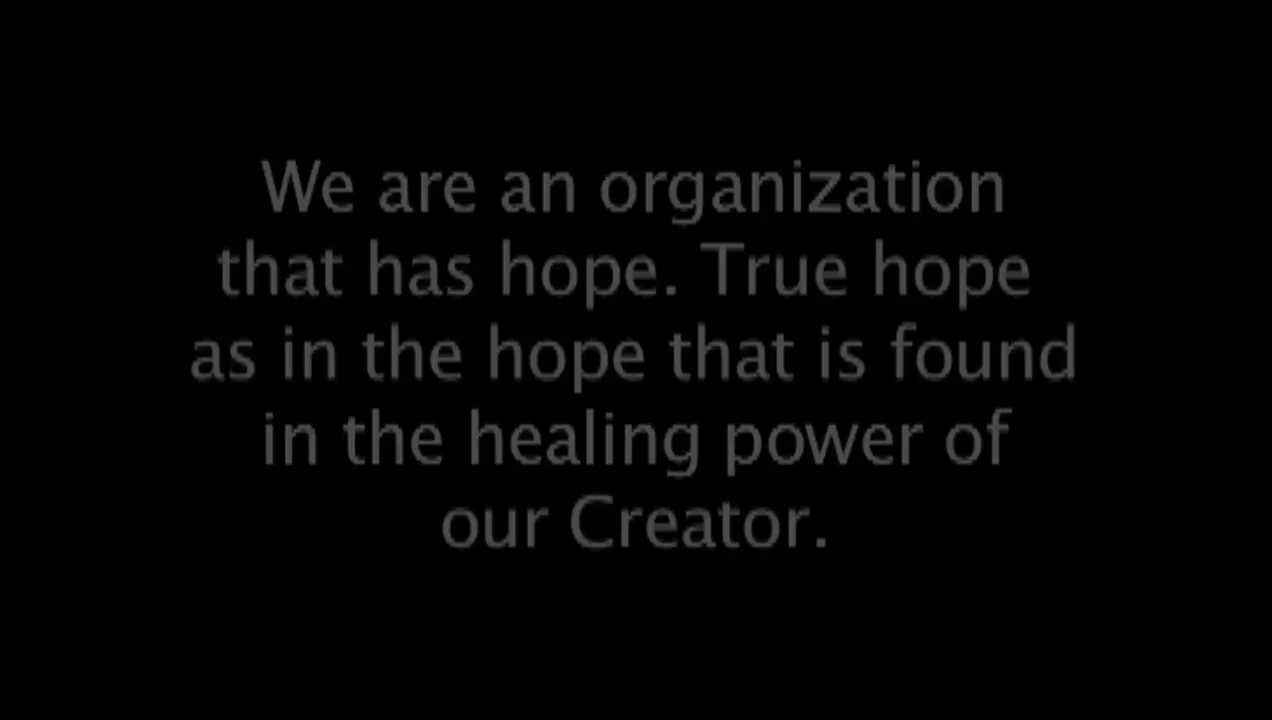 We are an organization
that has hope. True hope
as in the hope that is found
in the healing power of
our Creator.